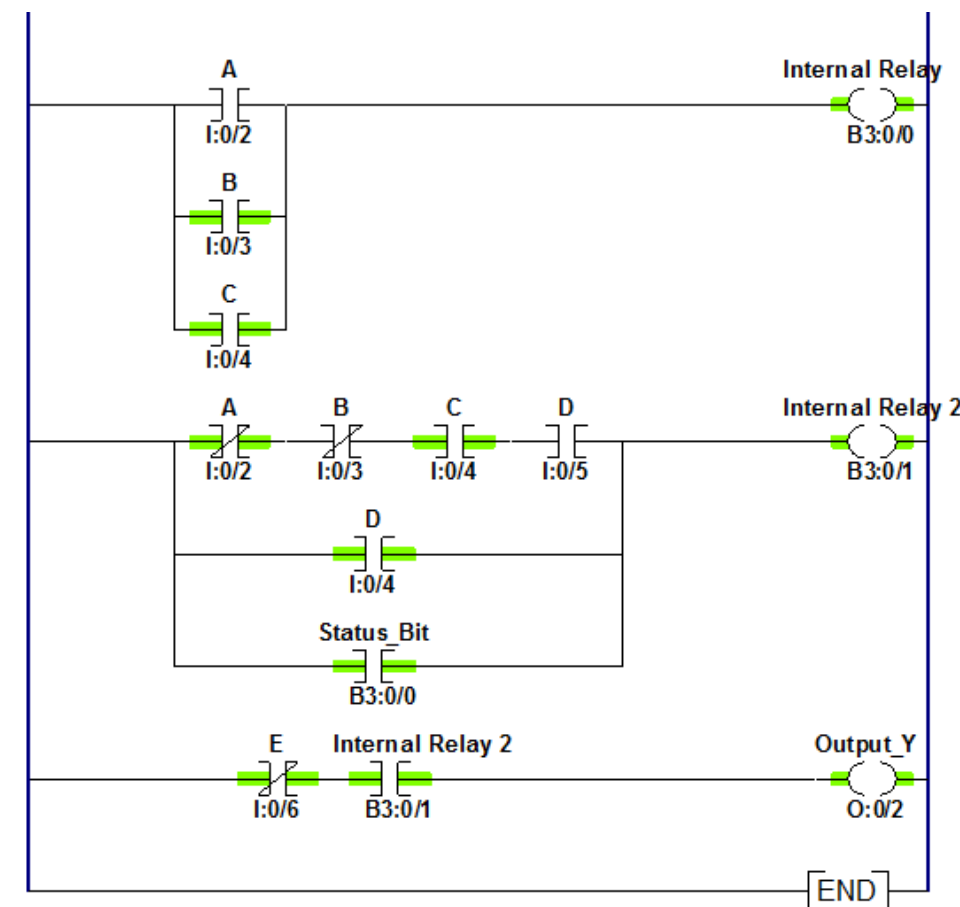 A Internal Relay
I:0/2 B3:0/0
B
I:0/3
C
I:0/4
A B C D Internal Relay 2
I:0/2 I:0/3 I:0/4 I:0/5 B3:0/1
D
I:0/4
Status_Bit
B3:0/0
E Internal Relay 2 Output_Y
I:0/6 B3:0/1 O:0/2
END